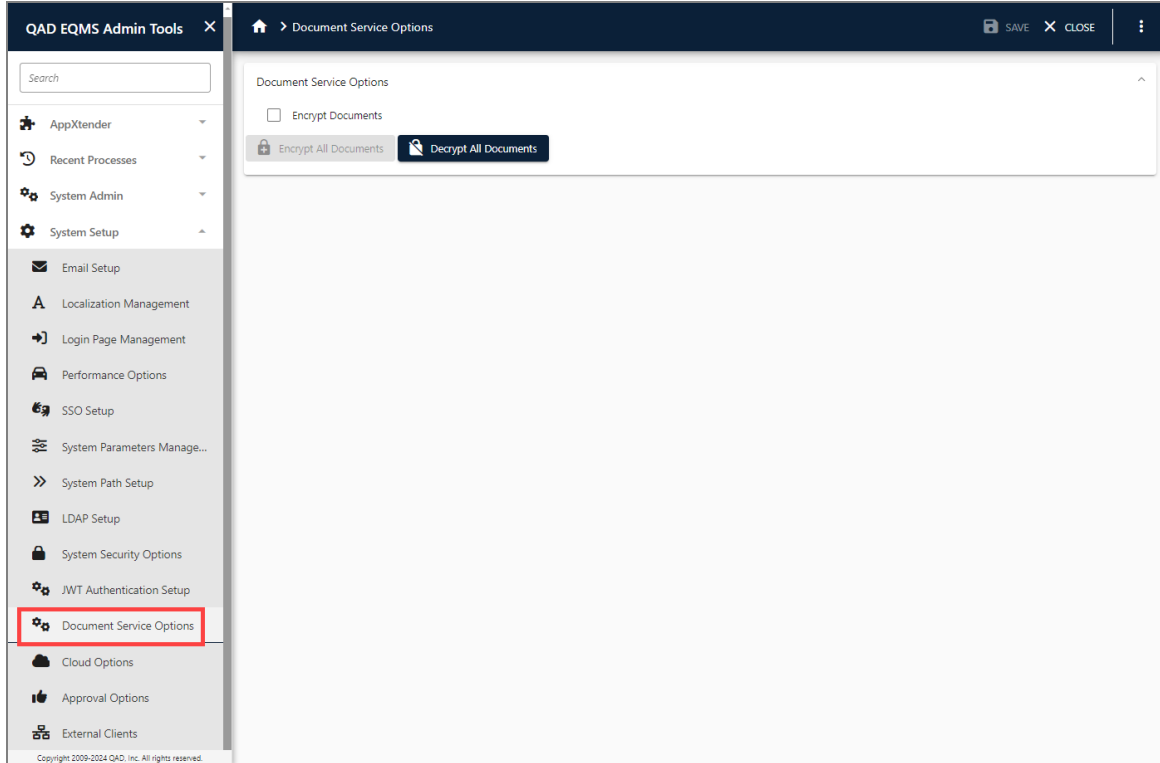 QAD EQMS Admin Tools
Document Service Options
SAVE
CLOSE
Search
AppXtender
Recent Processes
System Admin
System Setup
Email Setup
Localization Management
Login Page Management
Performance Options
SSO Setup
System Parameters Manage...
System Path Setup
LDAP Setup
System Security Options
JWT Authentication Setup
Document Service Options
Cloud Options
Approval Options
External Clients
Copyright 2009-2024 QAD, Inc. All rights reserved.
Document Service Options
Encrypt Documents
Encrypt All Documents
Decrypt All Documents